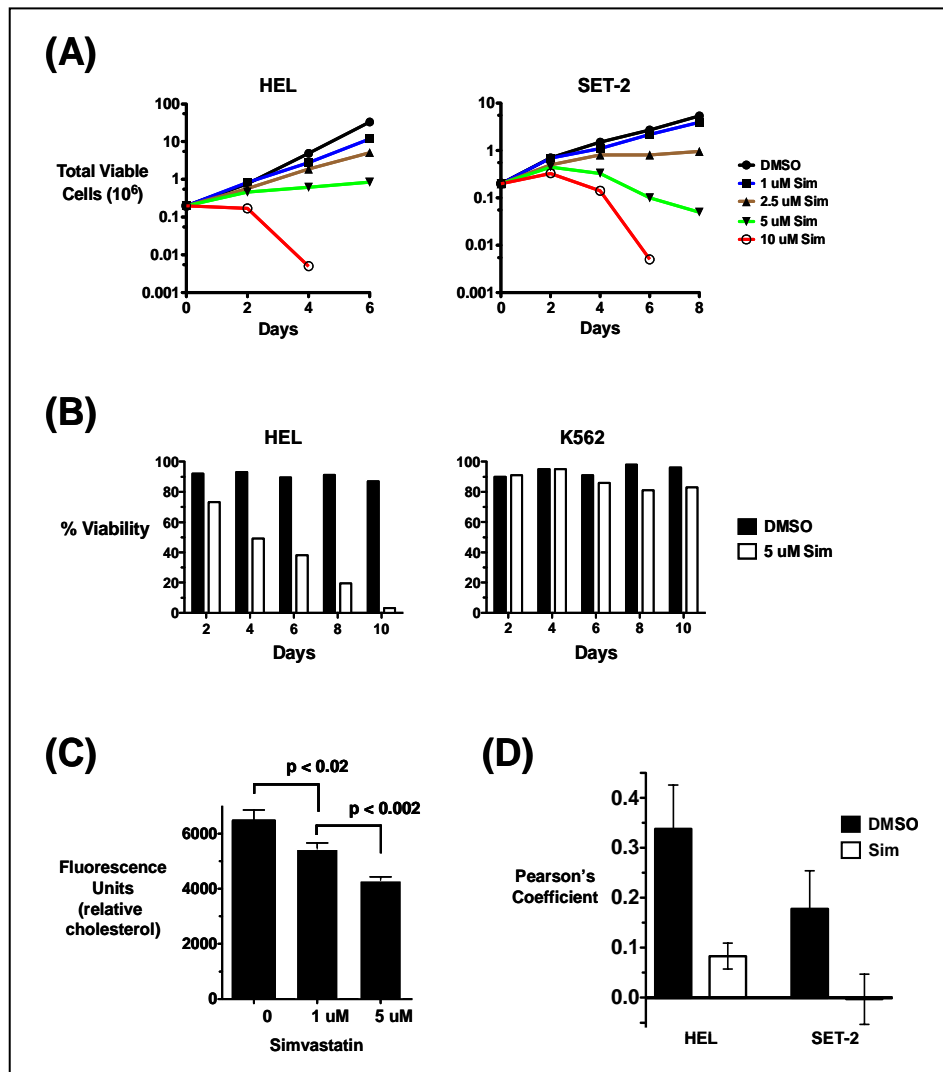 (A)
HEL
SET-2
100
10
1
0.1
0.01
0.001
Total Viable
Cells (10⁶)
0 2 4 6
Days
10
1
0.1
0.01
0.001
0 2 4 6 8
Days
DMSO
1 uM Sim
2.5 uM Sim
5 uM Sim
10 uM Sim
(B)
HEL
K562
% Viability
100
80
60
40
20
0
2 4 6 8 10
Days
100
80
60
40
20
0
2 4 6 8 10
Days
DMSO
5 uM Sim
(C)
p < 0.02
p < 0.002
Fluorescence
Units
(relative
cholesterol)
6000
4000
2000
0
0 1 uM 5 uM
Simvastatin
(D)
Pearson's
Coefficient
0.4
0.3
0.2
0.1
0.0
HEL SET-2
DMSO
Sim